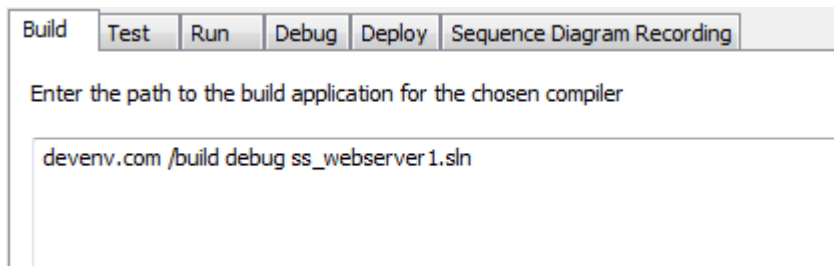 Build Test Run Debug Deploy Sequence Diagram Recording
Enter the path to the build application for the chosen compiler
devenv.com /build debug ss_webserver1.sln